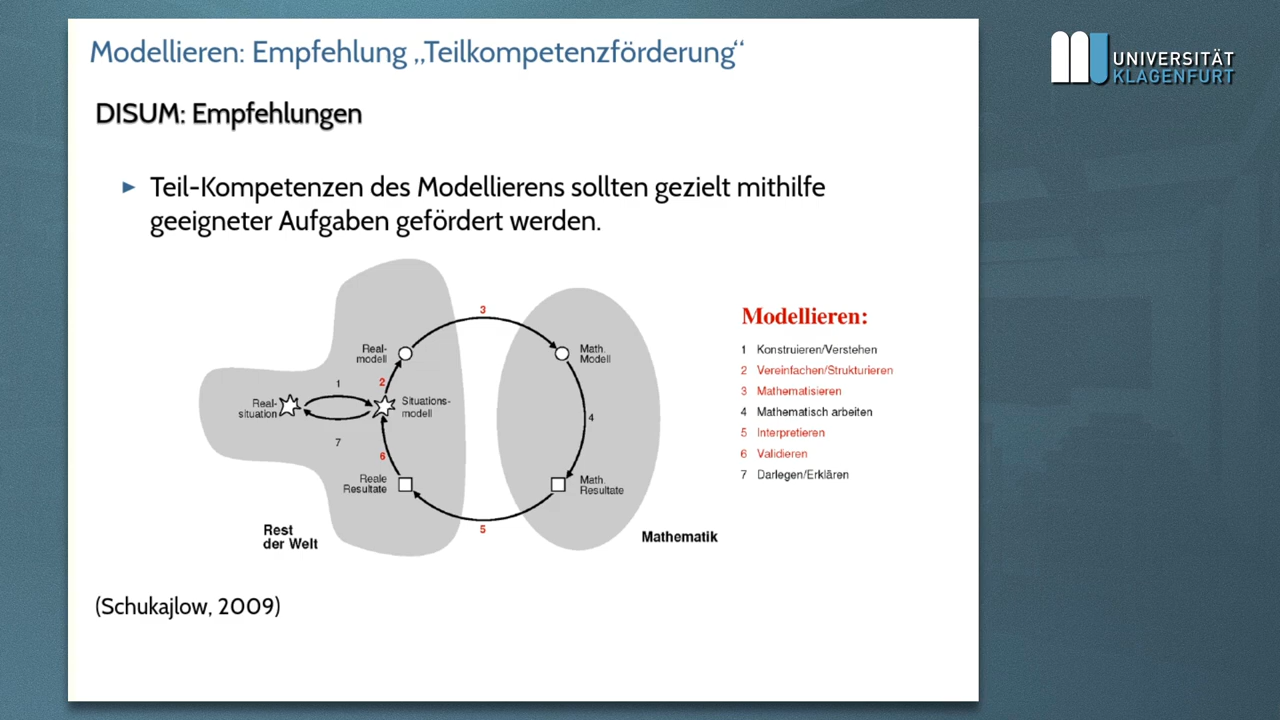 Modellieren: Empfehlung „Teilkompetenzförderung“
UNIVERSITÄT
KLAGENFURT
DISUM: Empfehlungen
► Teil-Kompetenzen des Modellierens sollten gezielt mithilfe
geeigneter Aufgaben gefördert werden.
3
Real-
modell
Math.
Modell
2
1
Real-
situation
Situations-
modell
4
7
6
Reale
Resultate
Math.
Resultate
5
Rest
der Welt
Mathematik
Modellieren:
1 Konstruieren/Verstehen
2 Vereinfachen/Strukturieren
3 Mathematisieren
4 Mathematisch arbeiten
5 Interpretieren
6 Validieren
7 Darlegen/Erklären
(Schukajlow, 2009)